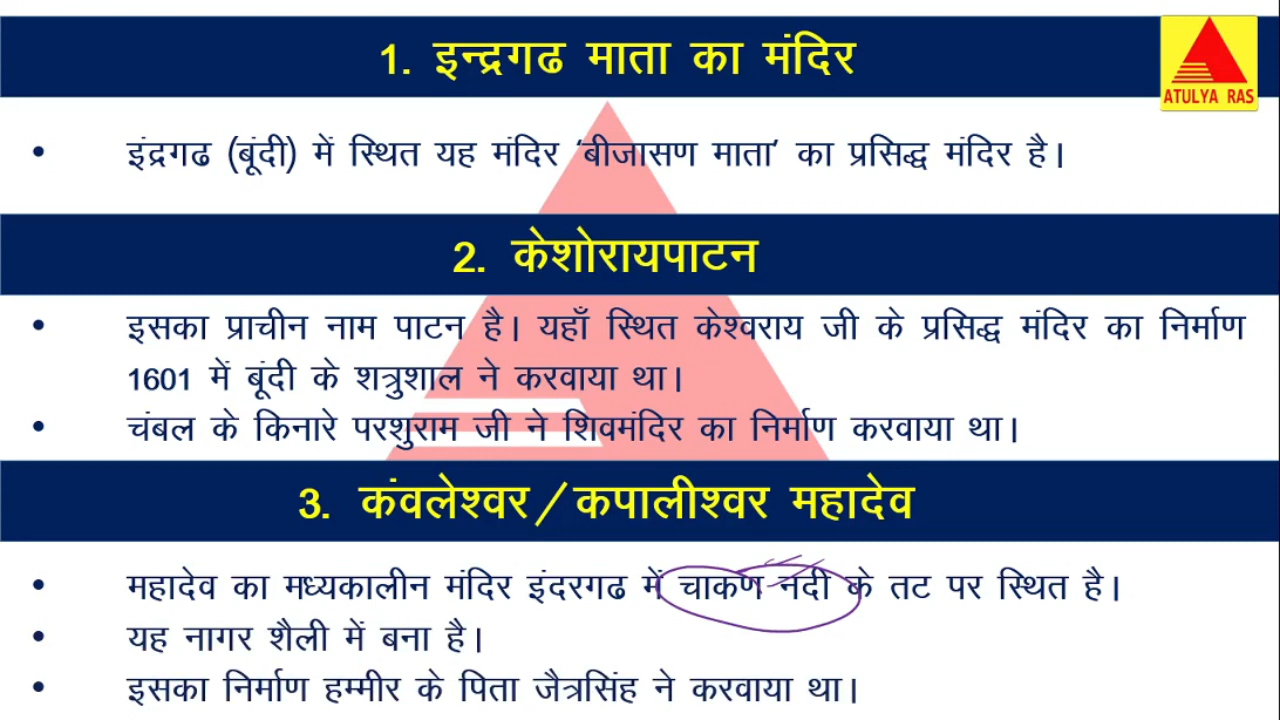 1. इन्द्रगढ माता का मंदिर
ATULYA RAS
• इंद्रगढ (बूंदी) में स्थित यह मंदिर 'बीजासण माता' का प्रसिद्ध मंदिर है।
2. केशोरायपाटन
• इसका प्राचीन नाम पाटन है। यहाँ स्थित केश्वराय जी के प्रसिद्ध मंदिर का निर्माण
1601 में बूंदी के शत्रुशाल ने करवाया था।
• चंबल के किनारे परशुराम जी ने शिवमंदिर का निर्माण करवाया था।
3. कंवलेश्वर/कपालीश्वर महादेव
• महादेव का मध्यकालीन मंदिर इंदरगढ में चाकण नदी के तट पर स्थित है।
• यह नागर शैली में बना है।
• इसका निर्माण हम्मीर के पिता जैत्रसिंह ने करवाया था।